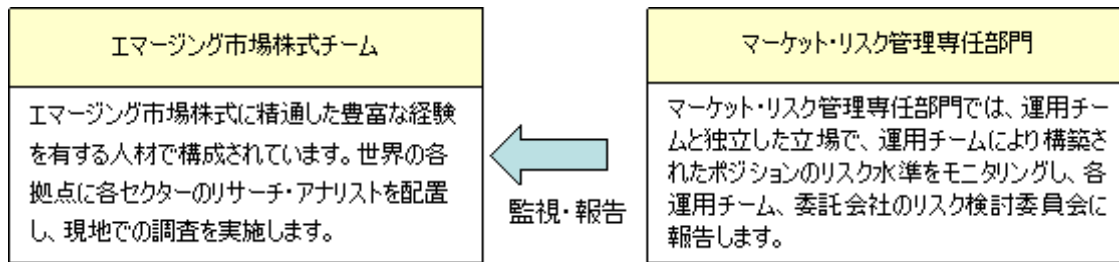 エマージング市場株式チーム
エマージング市場株式に精通した豊富な経験
を有する人材で構成されています。世界の各
拠点に各セクターのリサーチ・アナリストを配置
し、現地での調査を実施します。
監視・報告
マーケット・リスク管理専任部門
マーケット・リスク管理専任部門では、運用チー
ムと独立した立場で、運用チームにより構築さ
れたポジションのリスク水準をモニタリングし、各
運用チーム、委託会社のリスク検討委員会に
報告します。